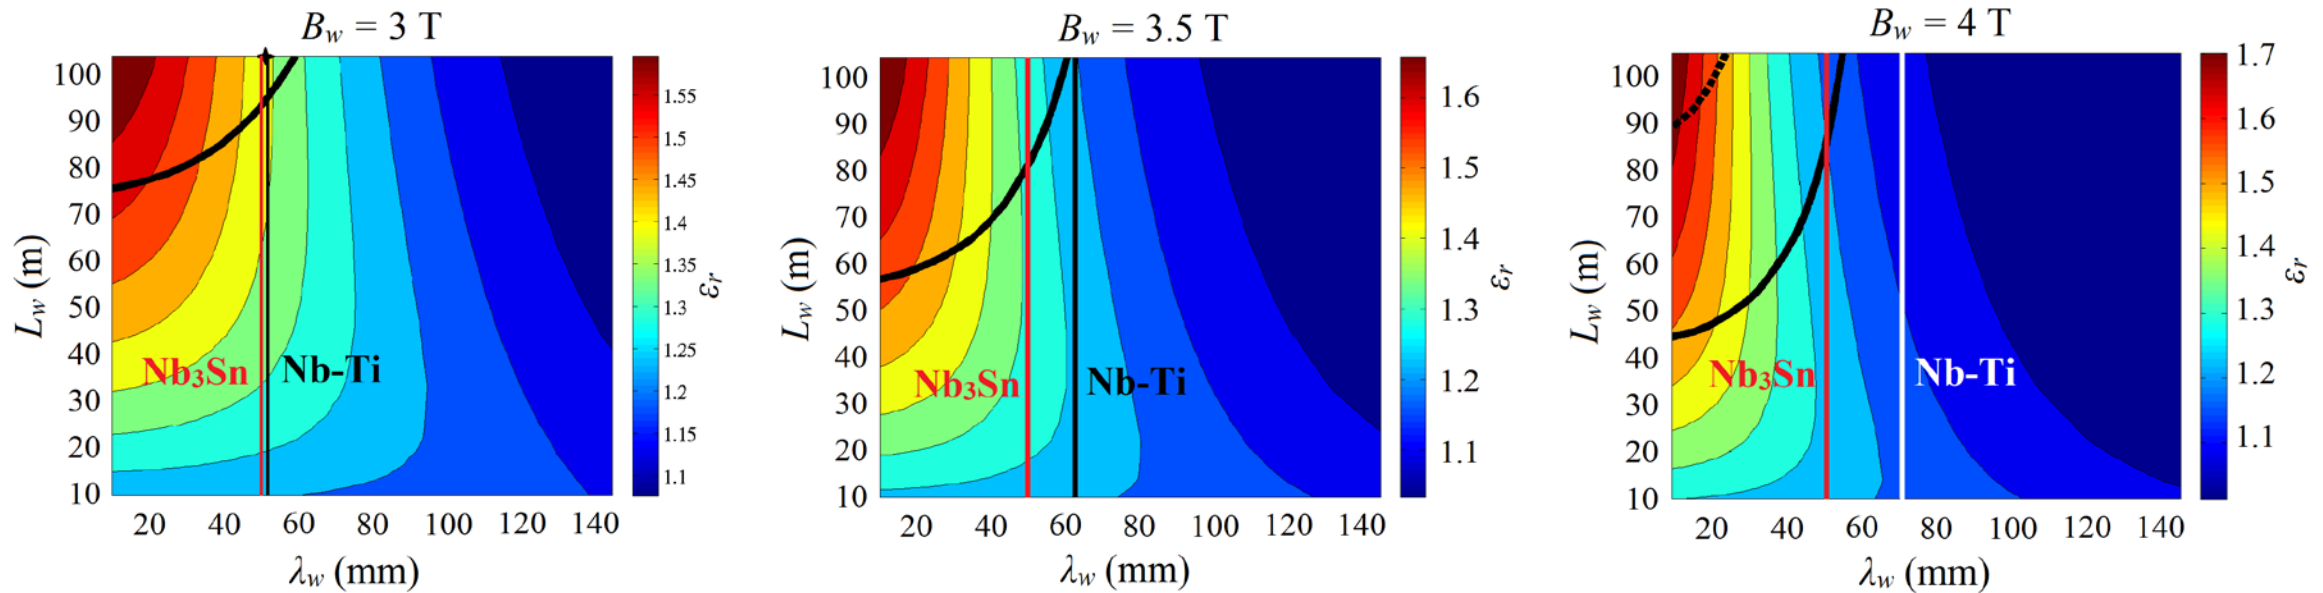 B_w = 3 T
100
90
80
70
60
50
40
30
20
10
L_w (m)
20 40 60 80 100 120 140
λ_w (mm)
Nb₃Sn
Nb-Ti
1.55
1.5
1.45
1.4
1.35
1.3
1.25
1.2
1.15
1.1
ε_r
B_w = 3.5 T
100
90
80
70
60
50
40
30
20
10
L_w (m)
20 40 60 80 100 120 140
λ_w (mm)
Nb₃Sn
Nb-Ti
1.6
1.5
1.4
1.3
1.2
1.1
ε_r
B_w = 4 T
100
90
80
70
60
50
40
30
20
10
L_w (m)
20 40 60 80 100 120 140
λ_w (mm)
Nb₃Sn
Nb-Ti
1.7
1.6
1.5
1.4
1.3
1.2
1.1
ε_r